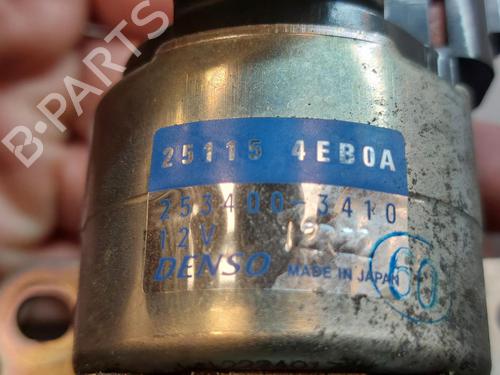 B-PARTS
25115 4EB0A
253400-3410
12V
DENSO MADE IN JAPAN
60